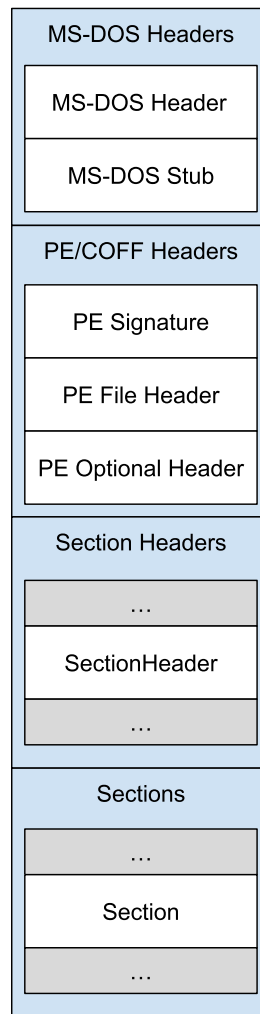 MS-DOS Headers
MS-DOS Header
MS-DOS Stub
PE/COFF Headers
PE Signature
PE File Header
PE Optional Header
Section Headers
...
SectionHeader
...
Sections
...
Section
...